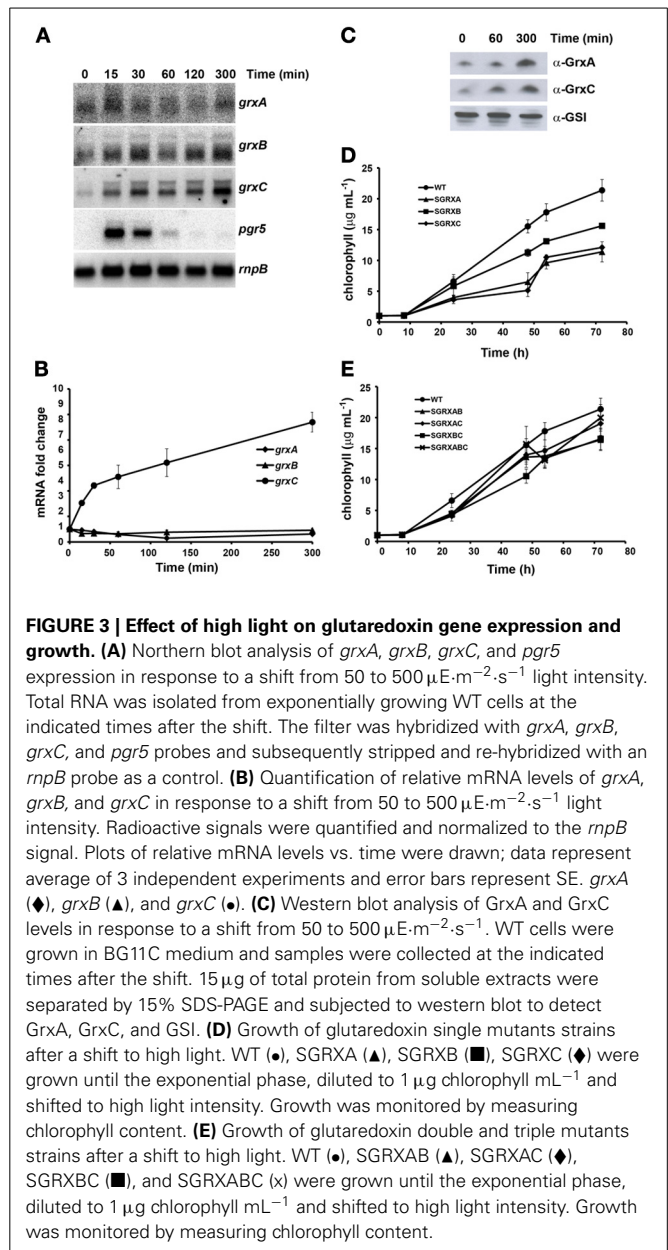 A
0 15 30 60 120 300 Time (min)
grxA
grxB
grxC
pgr5
rnpB
B
mRNA fold change
10
9
8
7
6
5
4
3
2
1
0
grxA
grxB
grxC
0 50 100 150 200 250 300
Time (min)
C
0 60 300 Time (min)
α-GrxA
α-GrxC
α-GSI
D
chlorophyll (µg mL⁻¹)
25
20
15
10
5
0
WT
SGRXA
SGRXB
SGRXC
0 10 20 30 40 50 60 70 80
Time (h)
E
chlorophyll (µg mL⁻¹)
25
20
15
10
5
0
WT
SGRXAB
SGRXAC
SGRXBC
SGRXABC
0 10 20 30 40 50 60 70 80
Time (h)
FIGURE 3 | Effect of high light on glutaredoxin gene expression and
growth. (A) Northern blot analysis of grxA, grxB, grxC, and pgr5
expression in response to a shift from 50 to 500 µE·m⁻²·s⁻¹ light intensity.
Total RNA was isolated from exponentially growing WT cells at the
indicated times after the shift. The filter was hybridized with grxA, grxB,
grxC, and pgr5 probes and subsequently stripped and re-hybridized with an
rnpB probe as a control. (B) Quantification of relative mRNA levels of grxA,
grxB, and grxC in response to a shift from 50 to 500 µE·m⁻²·s⁻¹ light
intensity. Radioactive signals were quantified and normalized to the rnpB
signal. Plots of relative mRNA levels vs. time were drawn; data represent
average of 3 independent experiments and error bars represent SE. grxA
(♦), grxB (▲), and grxC (●). (C) Western blot analysis of GrxA and GrxC
levels in response to a shift from 50 to 500 µE·m⁻²·s⁻¹. WT cells were
grown in BG11C medium and samples were collected at the indicated
times after the shift. 15 µg of total protein from soluble extracts were
separated by 15% SDS-PAGE and subjected to western blot to detect
GrxA, GrxC, and GSI. (D) Growth of glutaredoxin single mutants strains
after a shift to high light. WT (●), SGRXA (▲), SGRXB (■), SGRXC (♦) were
grown until the exponential phase, diluted to 1 µg chlorophyll mL⁻¹ and
shifted to high light intensity. Growth was monitored by measuring
chlorophyll content. (E) Growth of glutaredoxin double and triple mutants
strains after a shift to high light. WT (●), SGRXAB (▲), SGRXAC (♦),
SGRXBC (■), and SGRXABC (x) were grown until the exponential phase,
diluted to 1 µg chlorophyll mL⁻¹ and shifted to high light intensity. Growth
was monitored by measuring chlorophyll content.